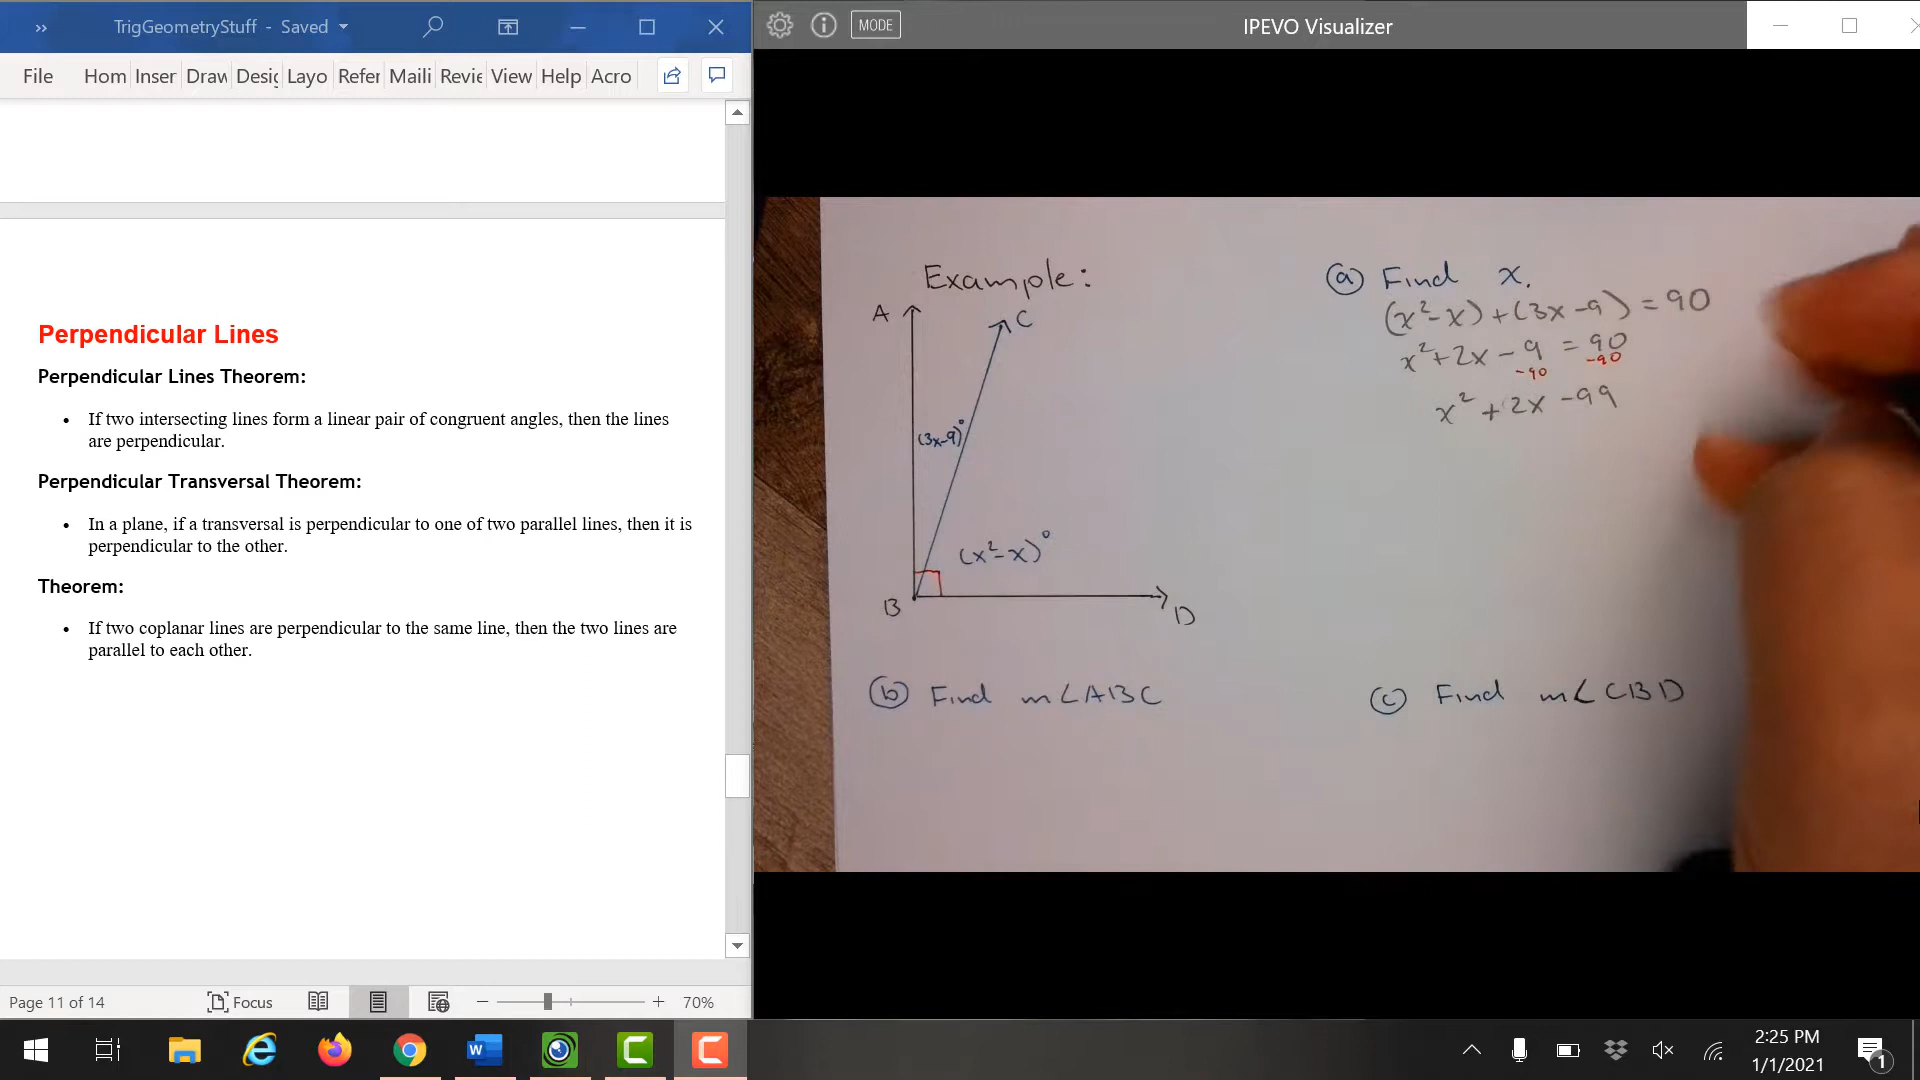 TrigGeometryStuff - Saved
File Hom Inser Draw Desig Layo Refer Maili Revie View Help Acro
Perpendicular Lines
Perpendicular Lines Theorem:
• If two intersecting lines form a linear pair of congruent angles, then the lines
are perpendicular.
Perpendicular Transversal Theorem:
• In a plane, if a transversal is perpendicular to one of two parallel lines, then it is
perpendicular to the other.
Theorem:
• If two coplanar lines are perpendicular to the same line, then the two lines are
parallel to each other.
Page 11 of 14
Focus
70%
MODE
IPEVO Visualizer
Example:
A
C
(3x-9)°
(x²-x)°
B
D
(a) Find x.
(x²-x)+(3x-9)=90
x²+2x-9=90
-90 -90
x²+2x-99
(b) Find m∠ABC
(c) Find m∠CBD
2:25 PM
1/1/2021
1